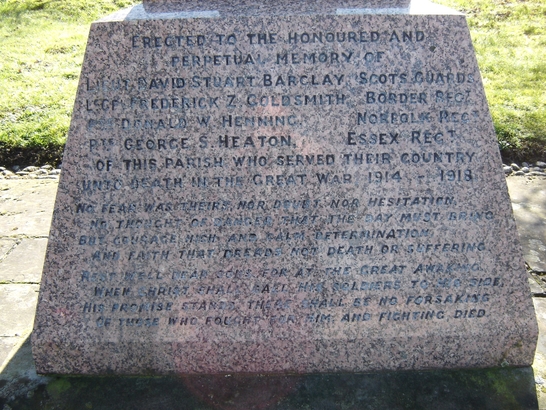 ERECTED TO THE HONOURED AND
PERPETUAL MEMORY OF
LIEUT DAVID STUART BARCLAY, SCOTS GUARDS
L/SGT FREDERICK Z. GOLDSMITH, BORDER REGT
DONALD W. HENNING, NORFOLK REGT
PTE GEORGE S. HEATON, ESSEX REGT
OF THIS PARISH WHO SERVED THEIR COUNTRY
UNTO DEATH IN THE GREAT WAR 1914 – 1918
NO FEAR WAS THEIRS, NOR DOUBT, NOR HESITATION,
NO THOUGHT OF DANGER THAT THE DAY MUST BRING
BUT COURAGE HIGH AND CALM DETERMINATION,
AND FAITH THAT HEEDS NOT DEATH OR SUFFERING.
REST WELL DEAR SOULS FOR AT THE GREAT AWAKING,
WHEN CHRIST SHALL CALL HIS SOLDIERS TO HIS SIDE,
HIS PROMISE STANDS, THERE SHALL BE NO FORSAKING
OF THOSE WHO FOUGHT FOR HIM, AND FIGHTING, DIED.